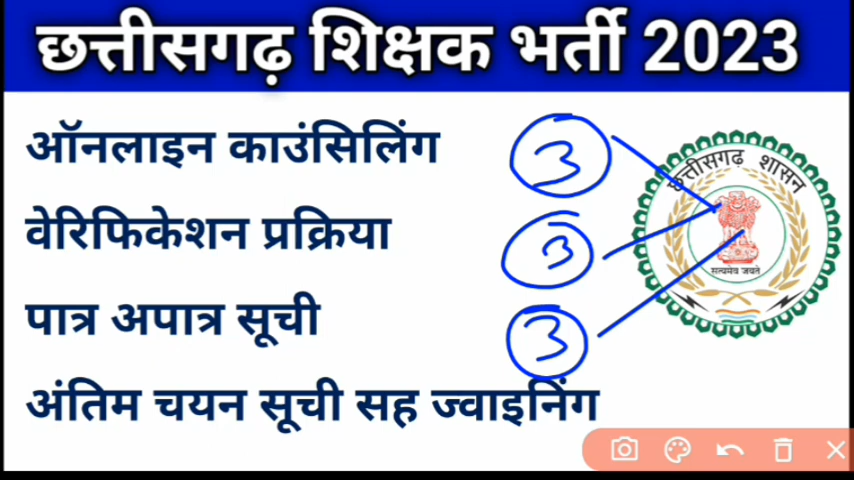 छत्तीसगढ़ शिक्षक भर्ती 2023
ऑनलाइन काउंसिलिंग
3
छत्तीसगढ़ शासन
वेरिफिकेशन प्रक्रिया
3
सत्यमेव जयते
पात्र अपात्र सूची
3
अंतिम चयन सूची सह ज्वाइनिंग